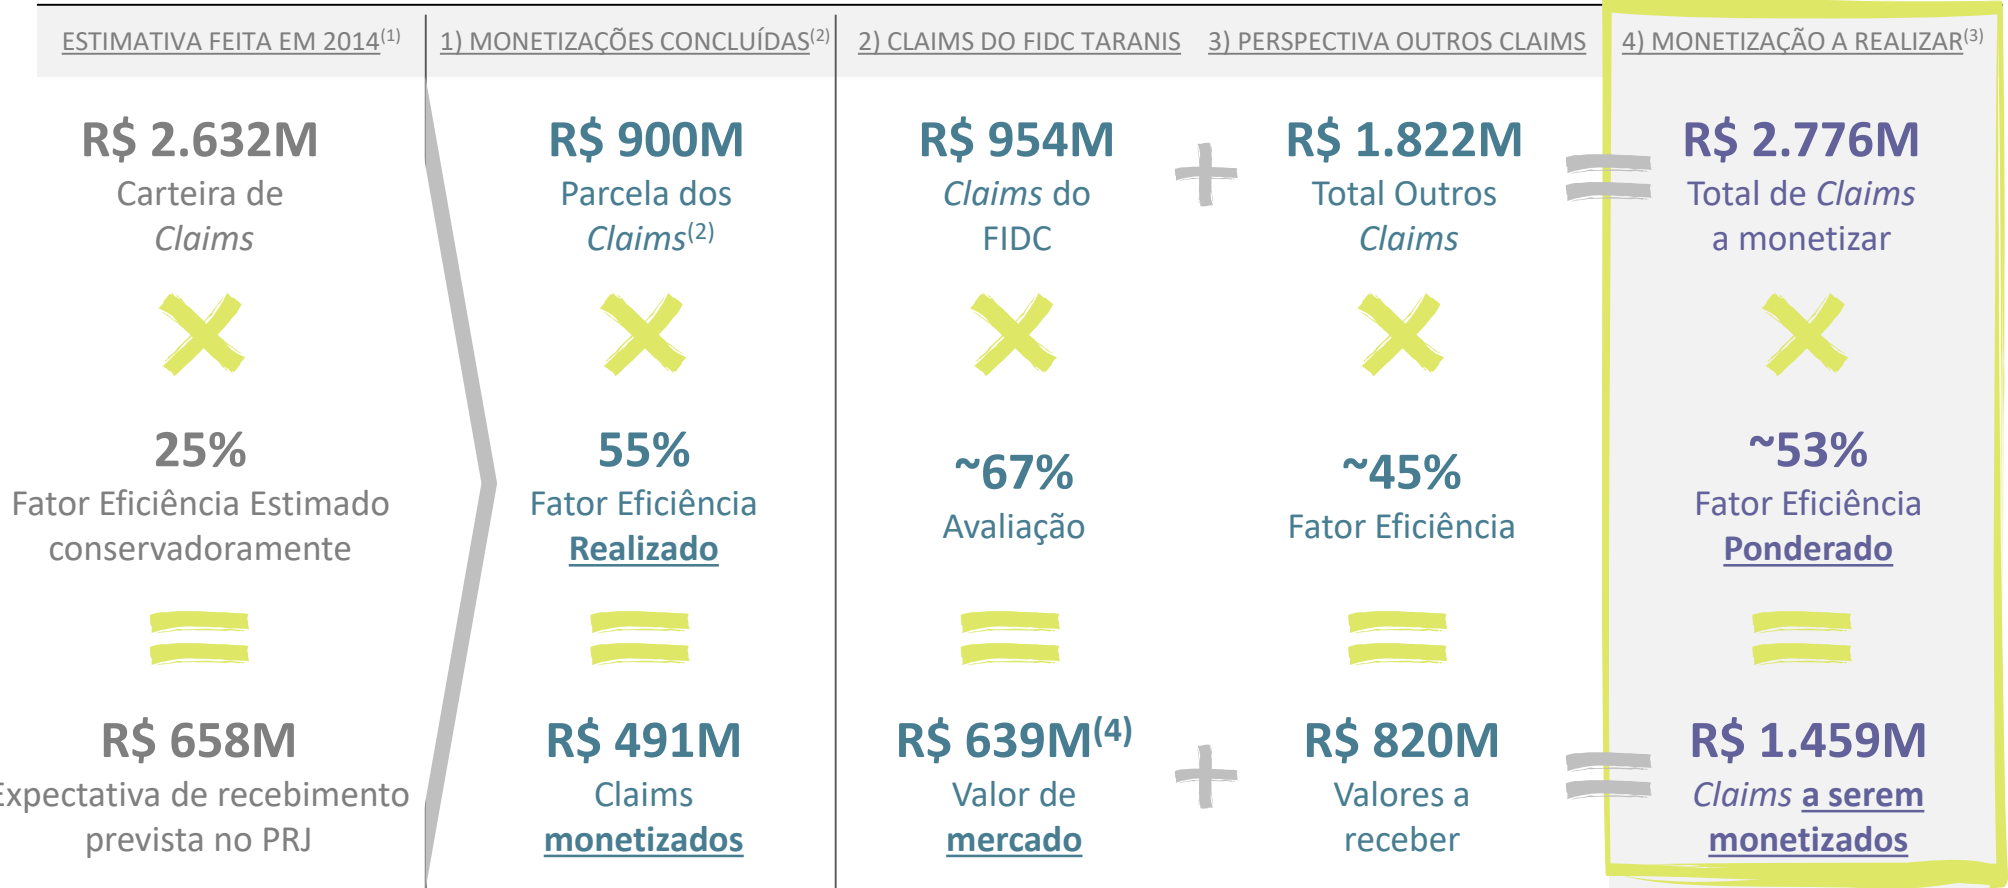 ESTIMATIVA FEITA EM 2014(1)
1) MONETIZAÇÕES CONCLUÍDAS(2)
2) CLAIMS DO FIDC TARANIS
3) PERSPECTIVA OUTROS CLAIMS
4) MONETIZAÇÃO A REALIZAR(3)
R$ 2.632M
Carteira de
Claims
25%
Fator Eficiência Estimado
conservadoramente
R$ 658M
Expectativa de recebimento
prevista no PRJ
R$ 900M
Parcela dos
Claims(2)
55%
Fator Eficiência
Realizado
R$ 491M
Claims
monetizados
R$ 954M
Claims do
FIDC
~67%
Avaliação
R$ 639M(4)
Valor de
mercado
R$ 1.822M
Total Outros
Claims
~45%
Fator Eficiência
R$ 820M
Valores a
receber
R$ 2.776M
Total de Claims
a monetizar
~53%
Fator Eficiência
Ponderado
R$ 1.459M
Claims a serem
monetizados